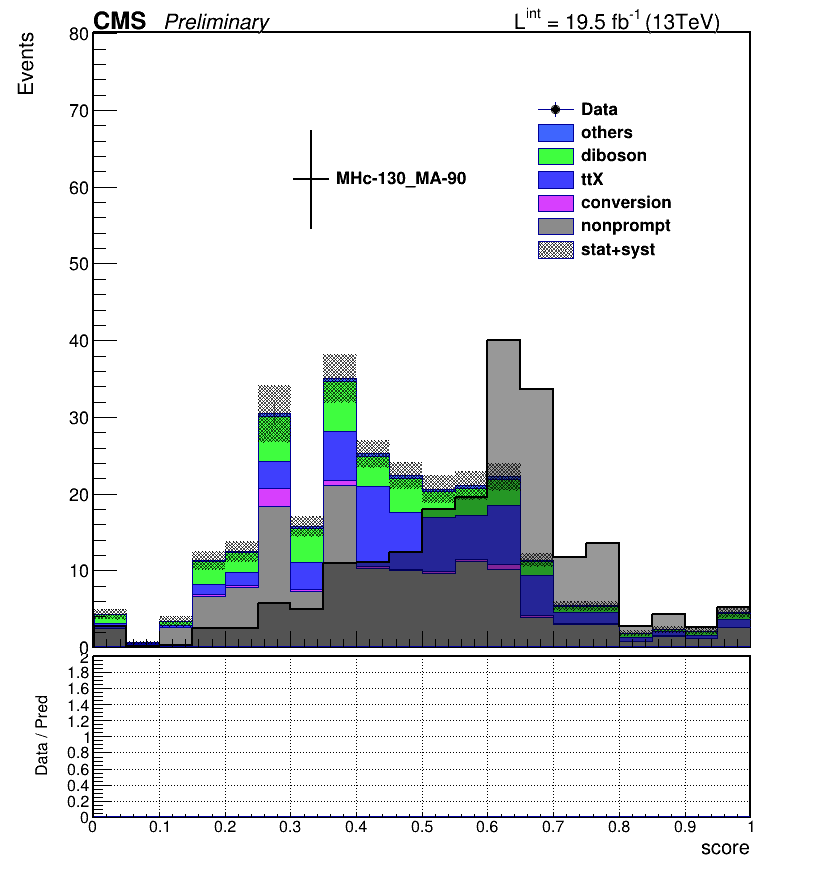 CMS Preliminary
L^int = 19.5 fb^-1 (13TeV)
Events
80
70
60
50
40
30
20
10
0
Data
others
diboson
ttX
conversion
nonprompt
stat+syst
MHc-130_MA-90
Data / Pred
2
1.8
1.6
1.4
1.2
1
0.8
0.6
0.4
0.2
0
0 0.1 0.2 0.3 0.4 0.5 0.6 0.7 0.8 0.9 1
score